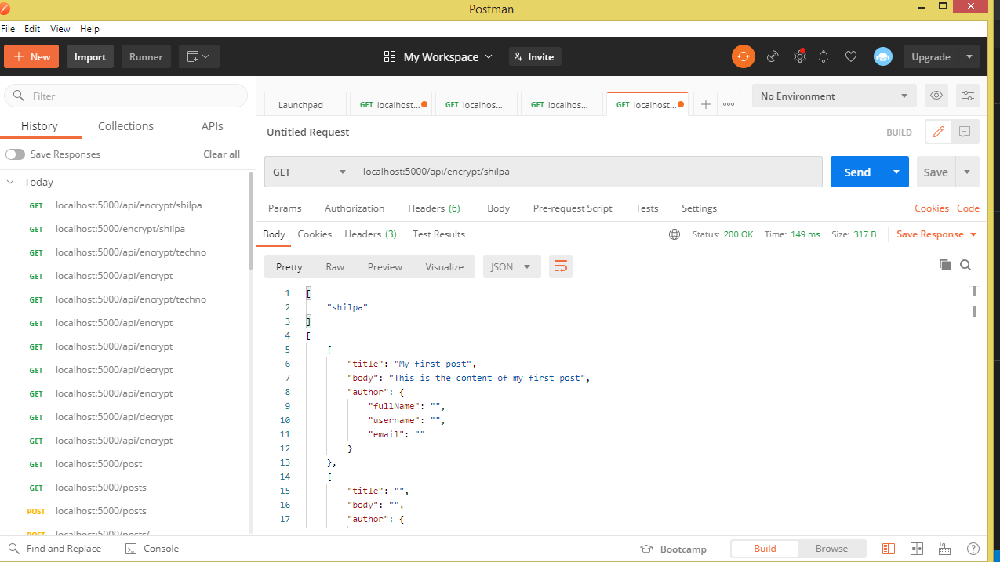 Postman
File Edit View Help
+ New Import Runner My Workspace Invite Upgrade
Filter
Launchpad GET localhost... GET localhos... GET localhos... GET localhost... No Environment
History Collections APIs
Untitled Request BUILD
Save Responses Clear all
GET localhost:5000/api/encrypt/shilpa Send Save
Today
GET localhost:5000/api/encrypt/shilpa
GET localhost:5000/encrypt/shilpa
GET localhost:5000/api/encrypt/techno
GET localhost:5000/api/encrypt
GET localhost:5000/api/encrypt/techno
GET localhost:5000/api/encrypt
GET localhost:5000/api/encrypt
GET localhost:5000/api/decrypt
GET localhost:5000/api/encrypt
GET localhost:5000/api/decrypt
GET localhost:5000/api/encrypt
GET localhost:5000/post
GET localhost:5000/posts
POST localhost:5000/posts
POST localhost:5000/posts/
Params Authorization Headers (6) Body Pre-request Script Tests Settings Cookies Code
Body Cookies Headers (3) Test Results Status: 200 OK Time: 149 ms Size: 317 B Save Response
Pretty Raw Preview Visualize JSON
1 [
2 "shilpa"
3 ]
4 [
5 {
6 "title": "My first post",
7 "body": "This is the content of my first post",
8 "author": {
9 "fullName": "",
10 "username": "",
11 "email": ""
12 }
13 },
14 {
15 "title": "",
16 "body": "",
17 "author": {
Find and Replace Console Bootcamp Build Browse